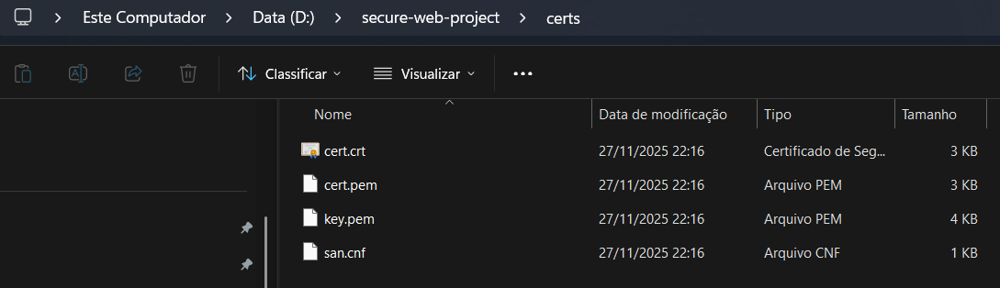 Este Computador > Data (D:) > secure-web-project > certs
Classificar Visualizar
Nome Data de modificação Tipo Tamanho
cert.crt 27/11/2025 22:16 Certificado de Seg... 3 KB
cert.pem 27/11/2025 22:16 Arquivo PEM 3 KB
key.pem 27/11/2025 22:16 Arquivo PEM 4 KB
san.cnf 27/11/2025 22:16 Arquivo CNF 1 KB